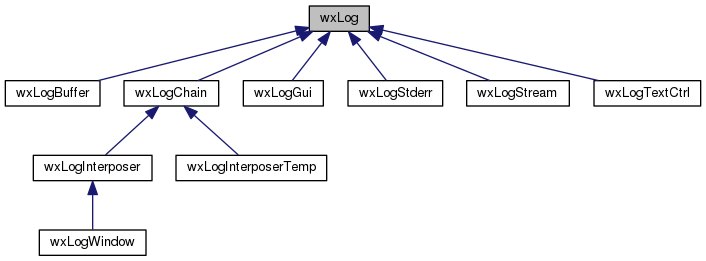 wxLog
wxLogBuffer
wxLogChain
wxLogGui
wxLogStderr
wxLogStream
wxLogTextCtrl
wxLogInterposer
wxLogInterposerTemp
wxLogWindow